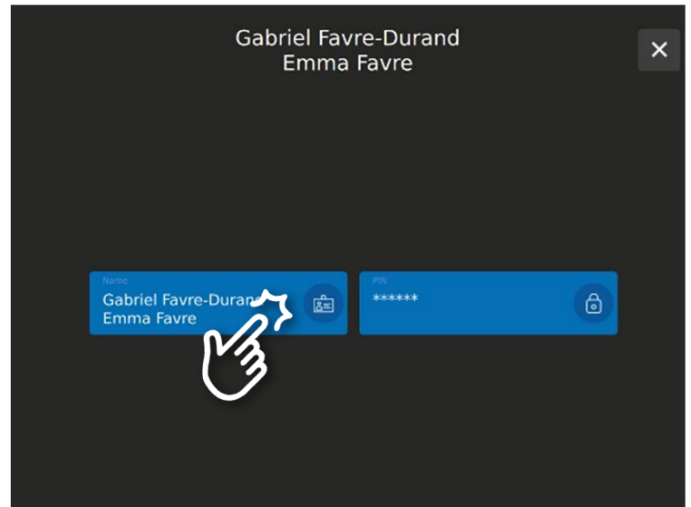 Gabriel Favre-Durand
Emma Favre
Name
Gabriel Favre-Durand
Emma Favre
PIN
******